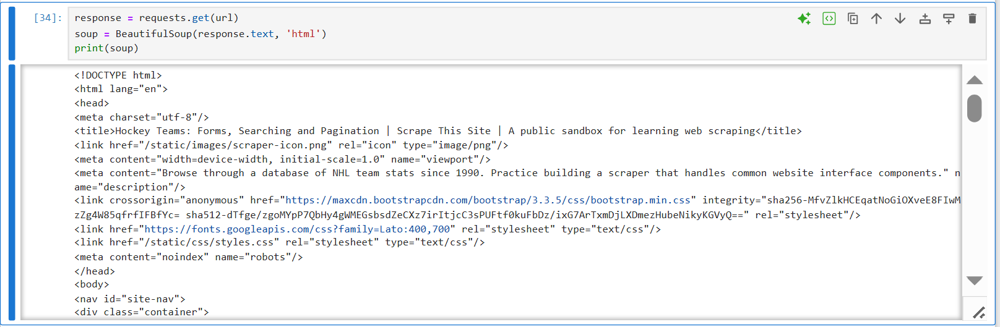 [34]:
response = requests.get(url)
soup = BeautifulSoup(response.text, 'html')
print(soup)
<!DOCTYPE html>
<html lang="en">
<head>
<meta charset="utf-8"/>
<title>Hockey Teams: Forms, Searching and Pagination | Scrape This Site | A public sandbox for learning web scraping</title>
<link href="/static/images/scraper-icon.png" rel="icon" type="image/png"/>
<meta content="width=device-width, initial-scale=1.0" name="viewport"/>
<meta content="Browse through a database of NHL team stats since 1990. Practice building a scraper that handles common website interface components." n
ame="description"/>
<link crossorigin="anonymous" href="https://maxcdn.bootstrapcdn.com/bootstrap/3.3.5/css/bootstrap.min.css" integrity="sha256-MfvZlkHCEqatNoGiOXveE8FIwM
zZg4W85qfrfIFBfYc= sha512-dTfge/zgoMYpP7QbHy4gWMEGsbsdZeCXz7irItjcC3sPUFtf0kuFbDz/ixG7ArTxmDjLXDmezHubeNikyKGVyQ==" rel="stylesheet"/>
<link href="https://fonts.googleapis.com/css?family=Lato:400,700" rel="stylesheet" type="text/css"/>
<link href="/static/css/styles.css" rel="stylesheet" type="text/css"/>
<meta content="noindex" name="robots"/>
</head>
<body>
<nav id="site-nav">
<div class="container">